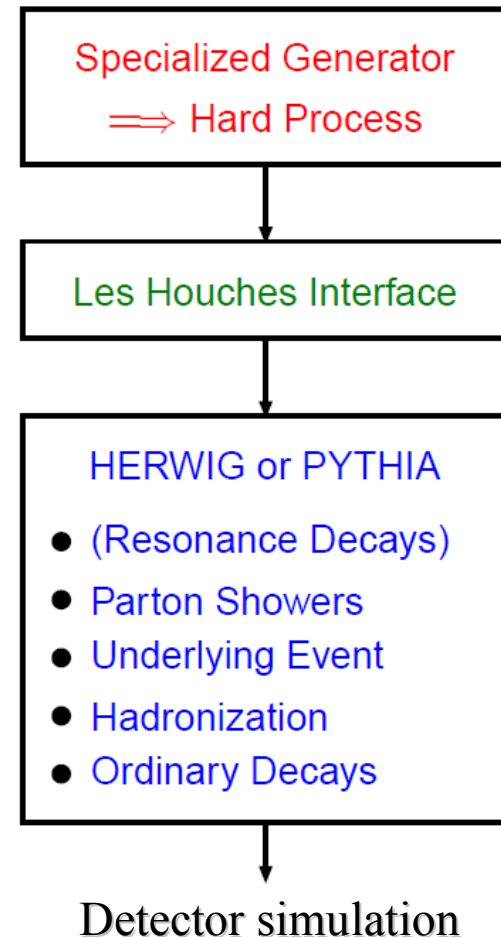 Specialized Generator
⟹ Hard Process
Les Houches Interface
HERWIG or PYTHIA
● (Resonance Decays)
● Parton Showers
● Underlying Event
● Hadronization
● Ordinary Decays
Detector simulation